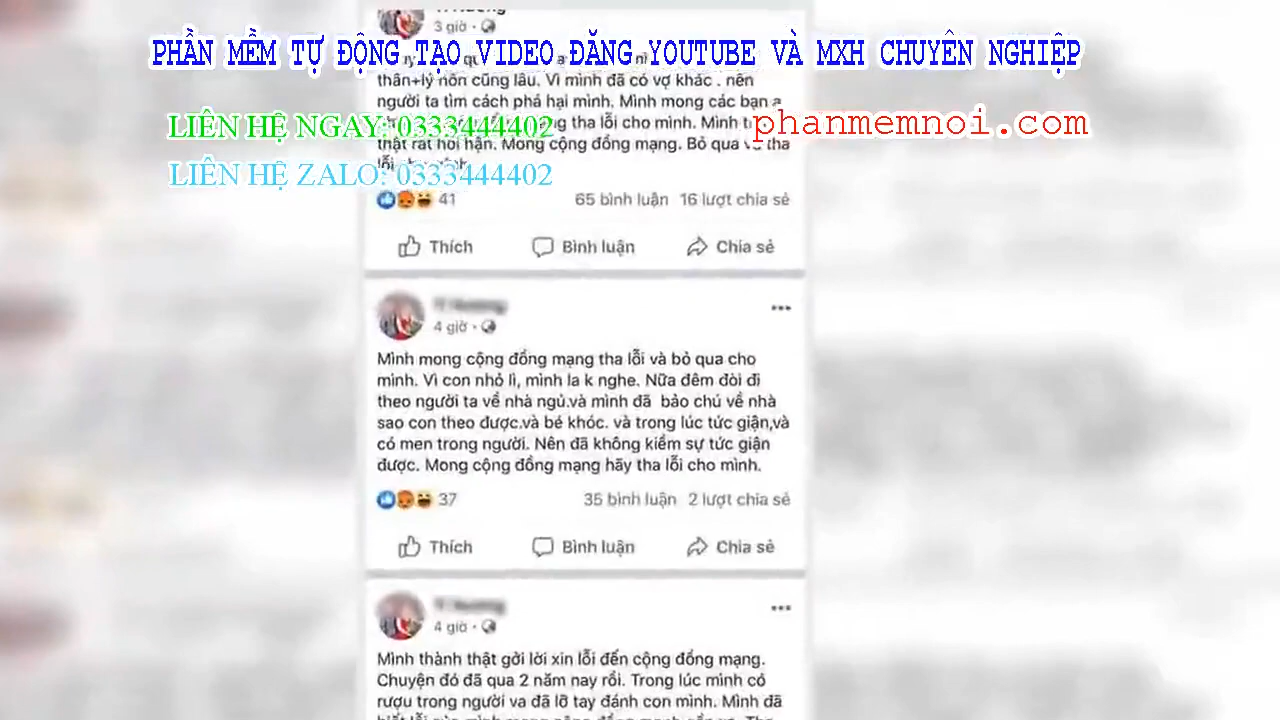 3 giờ
PHẦN MỀM TỰ ĐỘNG TẠO VIDEO ĐĂNG YOUTUBE VÀ MXH CHUYÊN NGHIỆP
thân+lý hôn cũng lâu. Vì mình đã có vợ khác . nên
người ta tìm cách phá hại mình. Mình mong các bạn
LIÊN HỆ NGAY: 0333444402
phanmemnoi.com
tha lỗi cho mình. Mình
thật rất hối hận. Mong cộng đồng mạng. Bỏ qua và tha
LIÊN HỆ ZALO: 0333444402
41
65 bình luận 16 lượt chia sẻ
Thích Bình luận Chia sẻ
4 giờ
Mình mong cộng đồng mạng tha lỗi và bỏ qua cho
mình. Vì con nhỏ lì, mình la k nghe. Nữa đêm đòi đi
theo người ta về nhà ngủ.và mình đã bảo chú về nhà
sao con theo được.và bé khóc. và trong lúc tức giận,và
có men trong người. Nên đã không kiềm sự tức giận
được. Mong cộng đồng mạng hãy tha lỗi cho mình.
37
35 bình luận 2 lượt chia sẻ
Thích Bình luận Chia sẻ
4 giờ
Mình thành thật gởi lời xin lỗi đến cộng đồng mạng.
Chuyện đó đã qua 2 năm nay rồi. Trong lúc mình có
rượu trong người va đã lỡ tay đánh con mình. Mình đã